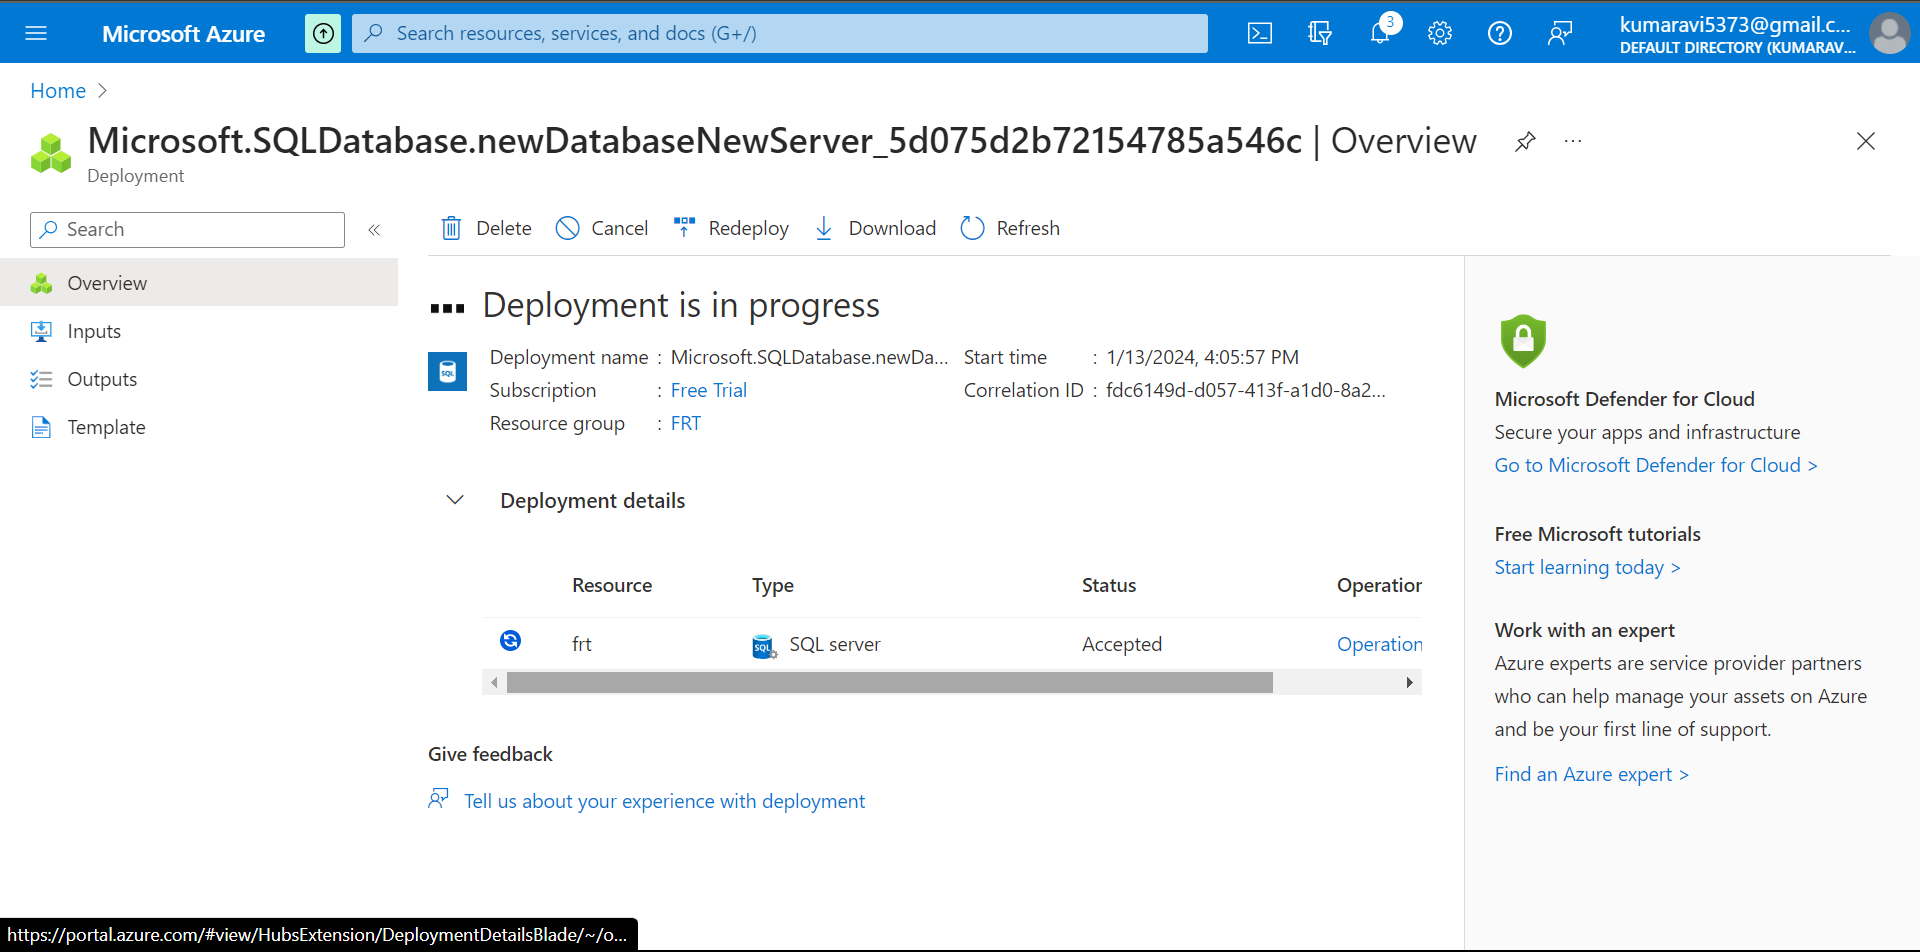 Microsoft Azure
Search resources, services, and docs (G+/)
3
kumaravi5373@gmail.c...
DEFAULT DIRECTORY (KUMARAV...
Home
Microsoft.SQLDatabase.newDatabaseNewServer_5d075d2b72154785a546c | Overview
Deployment
Search
Overview
Inputs
Outputs
Template
Delete
Cancel
Redeploy
Download
Refresh
Deployment is in progress
Deployment name : Microsoft.SQLDatabase.newDa...
Subscription : Free Trial
Resource group : FRT
Start time : 1/13/2024, 4:05:57 PM
Correlation ID : fdc6149d-d057-413f-a1d0-8a2...
SQL
Deployment details
Resource Type Status Operation
frt SQL SQL server Accepted Operation
Give feedback
Tell us about your experience with deployment
Microsoft Defender for Cloud
Secure your apps and infrastructure
Go to Microsoft Defender for Cloud >
Free Microsoft tutorials
Start learning today >
Work with an expert
Azure experts are service provider partners
who can help manage your assets on Azure
and be your first line of support.
Find an Azure expert >
https://portal.azure.com/#view/HubsExtension/DeploymentDetailsBlade/~/o...